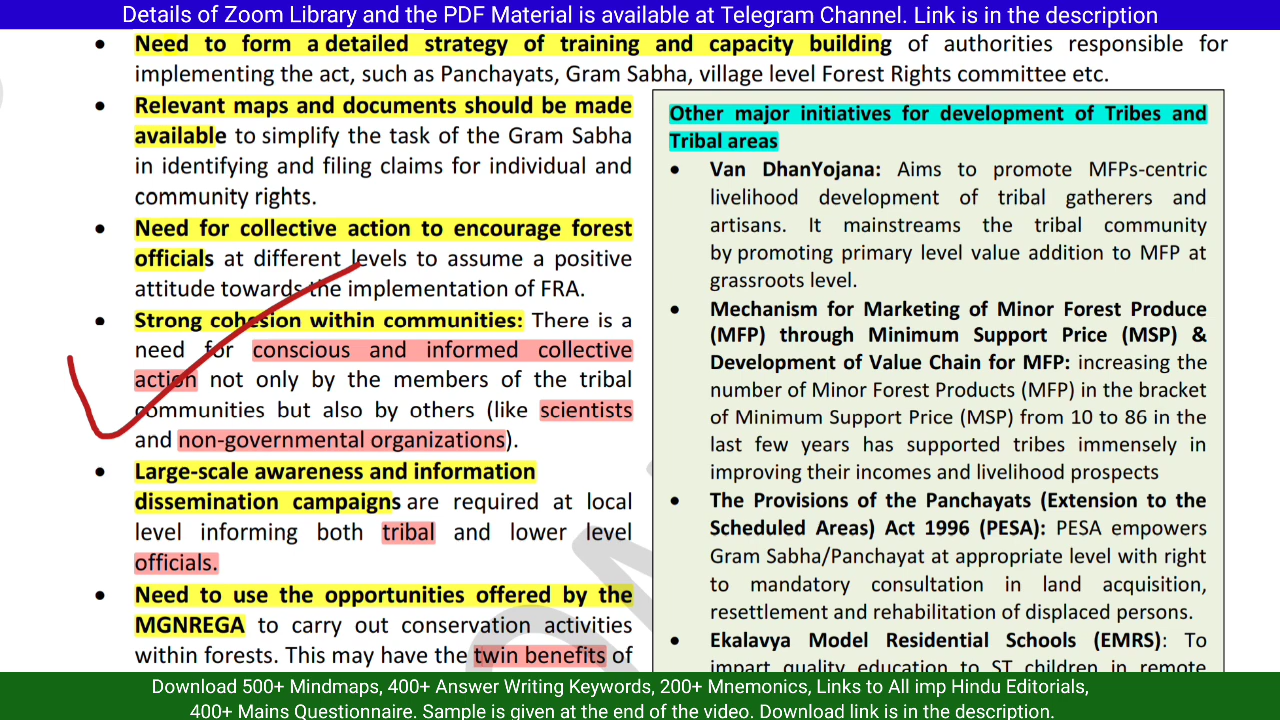 Details of Zoom Library and the PDF Material is available at Telegram Channel. Link is in the description
• Need to form a detailed strategy of training and capacity building of authorities responsible for
implementing the act, such as Panchayats, Gram Sabha, village level Forest Rights committee etc.
• Relevant maps and documents should be made
available to simplify the task of the Gram Sabha
in identifying and filing claims for individual and
community rights.
• Need for collective action to encourage forest
officials at different levels to assume a positive
attitude towards the implementation of FRA.
• Strong cohesion within communities: There is a
need for conscious and informed collective
action not only by the members of the tribal
communities but also by others (like scientists
and non-governmental organizations).
• Large-scale awareness and information
dissemination campaigns are required at local
level informing both tribal and lower level
officials.
• Need to use the opportunities offered by the
MGNREGA to carry out conservation activities
within forests. This may have the twin benefits of
Other major initiatives for development of Tribes and
Tribal areas
• Van DhanYojana: Aims to promote MFPs-centric
livelihood development of tribal gatherers and
artisans. It mainstreams the tribal community
by promoting primary level value addition to MFP at
grassroots level.
• Mechanism for Marketing of Minor Forest Produce
(MFP) through Minimum Support Price (MSP) &
Development of Value Chain for MFP: increasing the
number of Minor Forest Products (MFP) in the bracket
of Minimum Support Price (MSP) from 10 to 86 in the
last few years has supported tribes immensely in
improving their incomes and livelihood prospects
• The Provisions of the Panchayats (Extension to the
Scheduled Areas) Act 1996 (PESA): PESA empowers
Gram Sabha/Panchayat at appropriate level with right
to mandatory consultation in land acquisition,
resettlement and rehabilitation of displaced persons.
• Ekalavya Model Residential Schools (EMRS): To
impart quality education to ST children in remote
Download 500+ Mindmaps, 400+ Answer Writing Keywords, 200+ Mnemonics, Links to All imp Hindu Editorials,
400+ Mains Questionnaire. Sample is given at the end of the video. Download link is in the description.